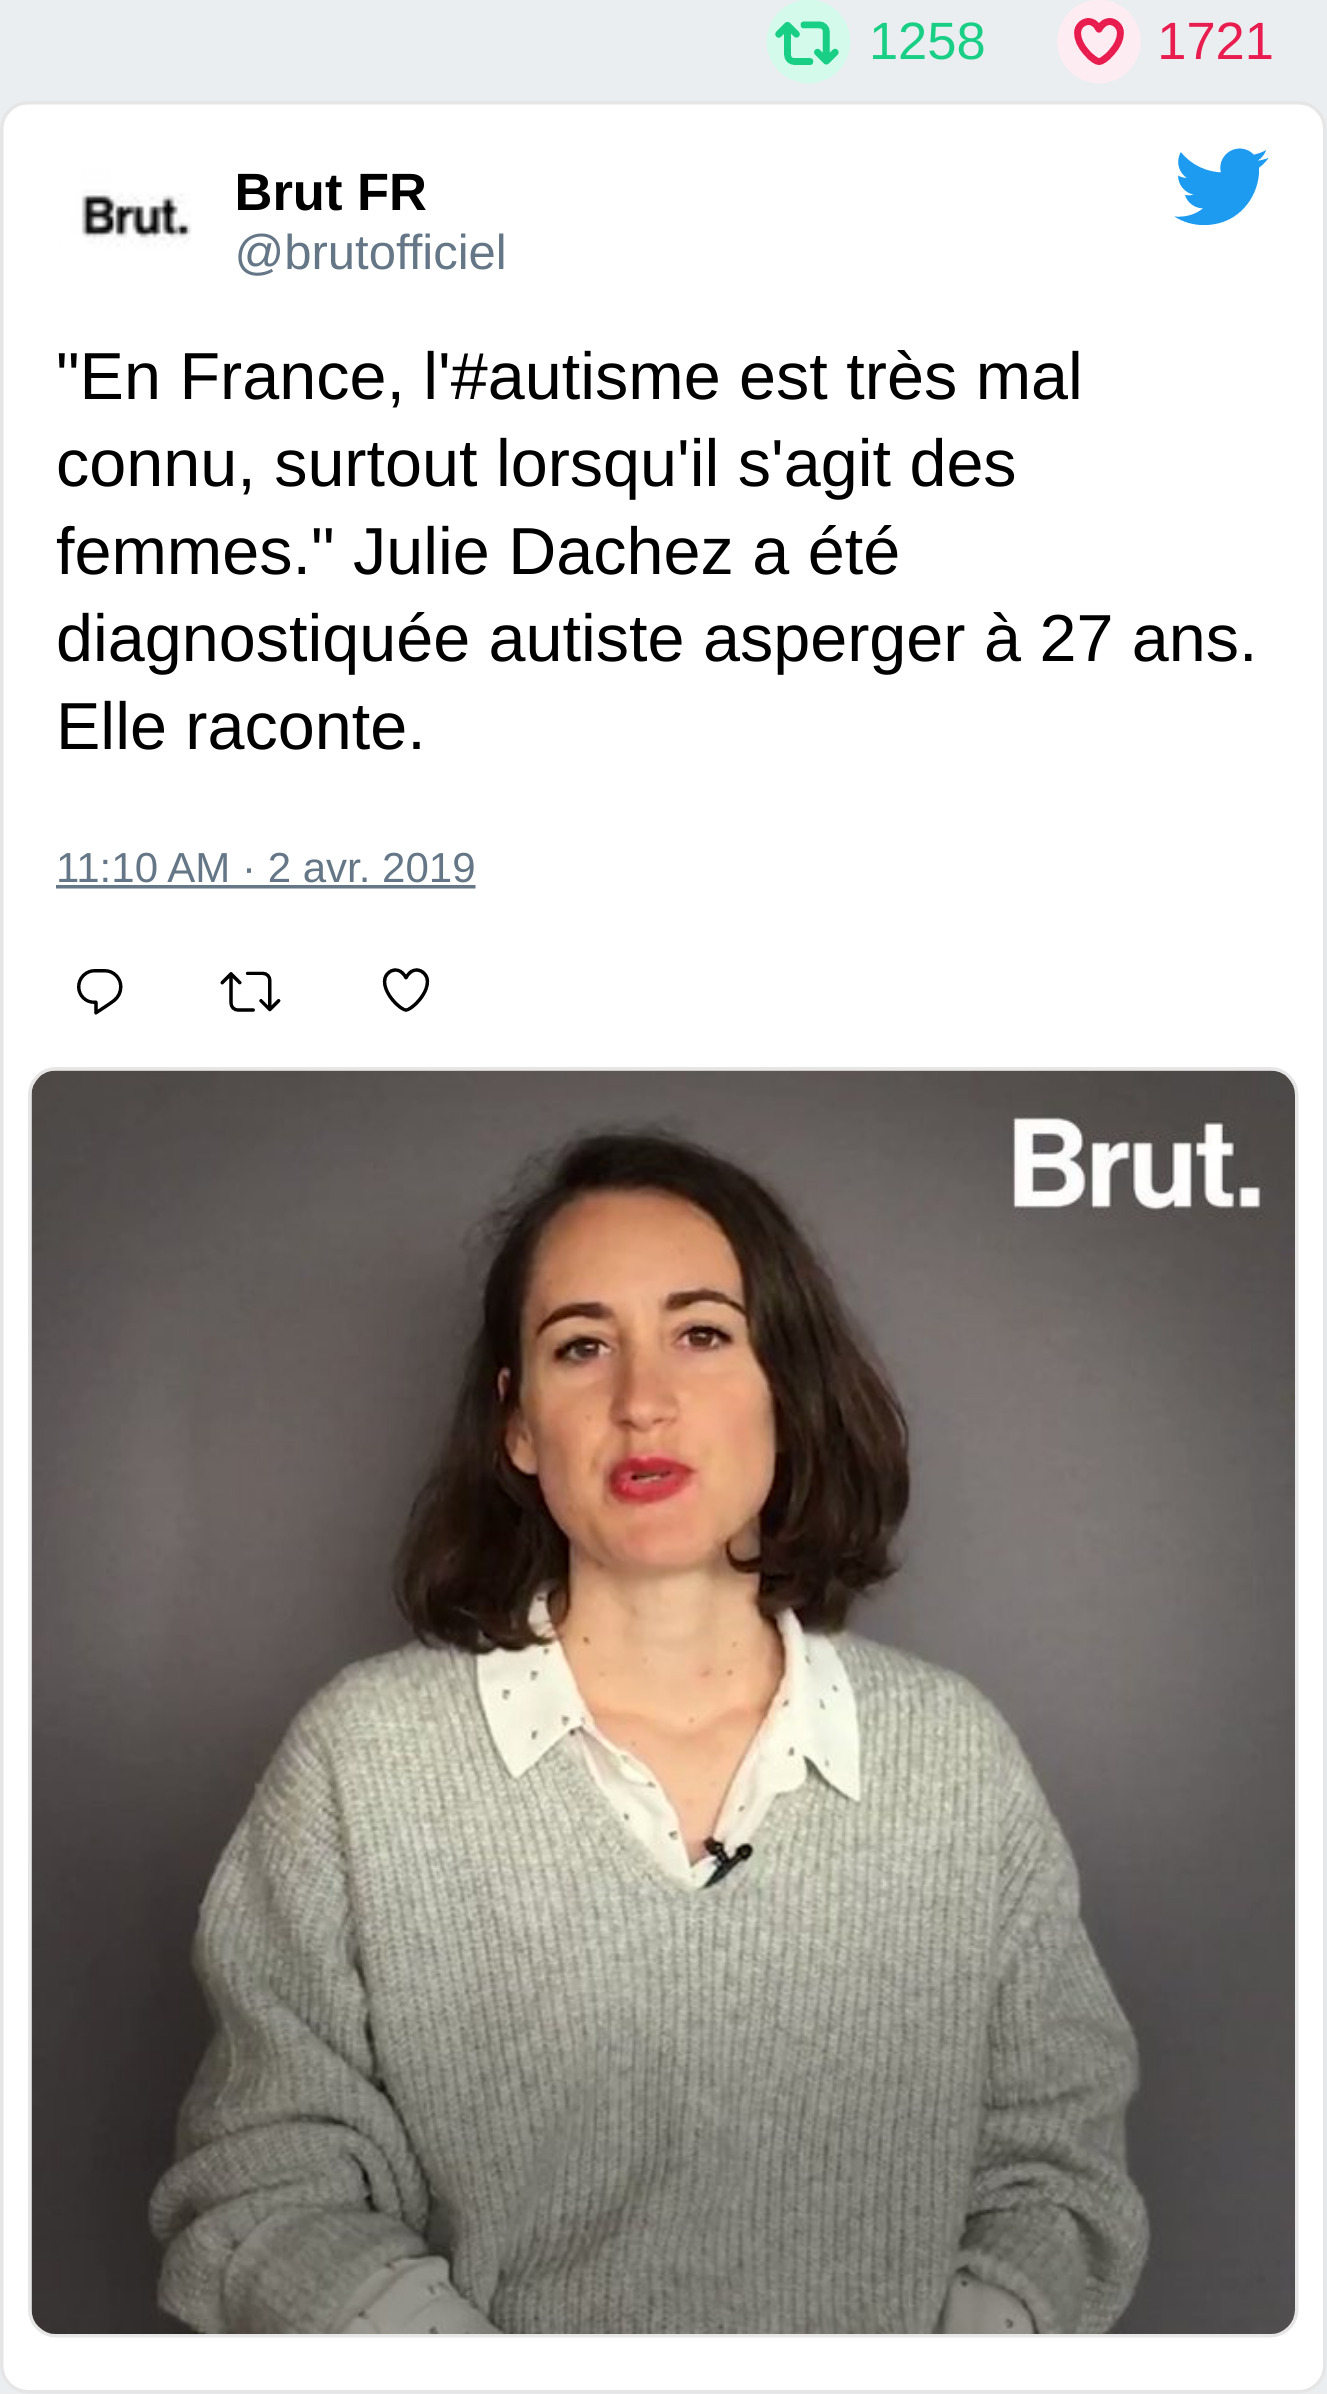 1258 1721
Brut.
Brut FR
@brutofficiel
"En France, l'#autisme est très mal
connu, surtout lorsqu'il s'agit des
femmes." Julie Dachez a été
diagnostiquée autiste asperger à 27 ans.
Elle raconte.
11:10 AM · 2 avr. 2019
Brut.